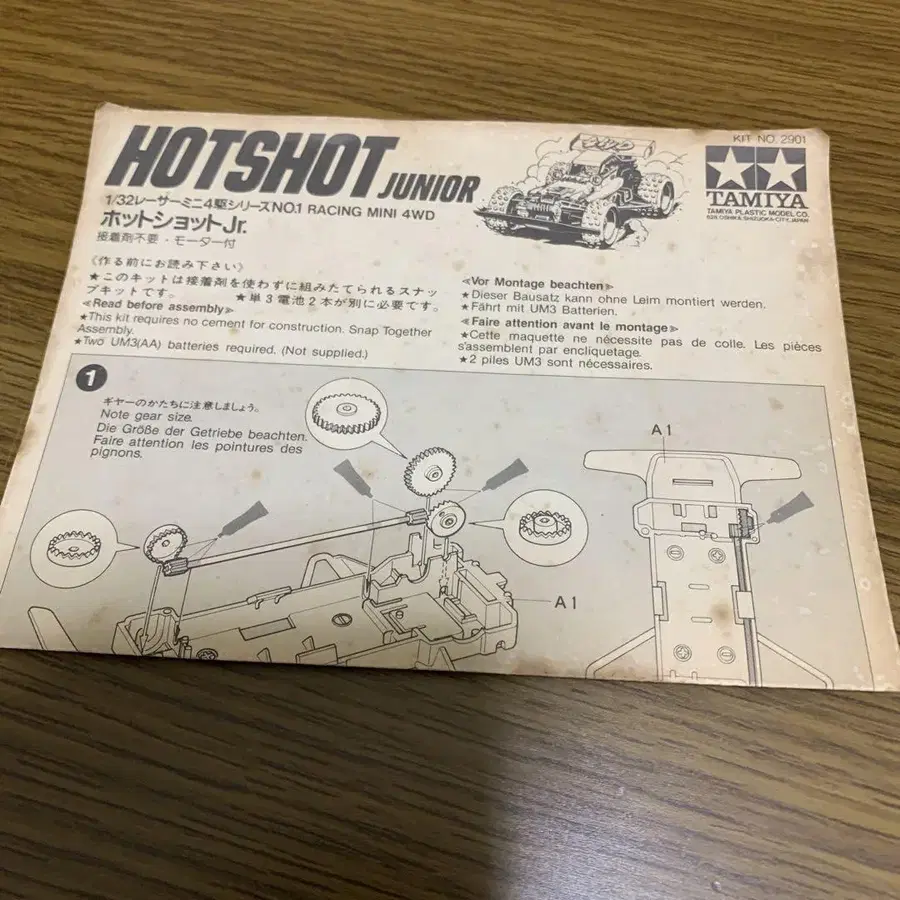 HOTSHOT JUNIOR
1/32レーサーミニ4駆シリーズNO.1 RACING MINI 4WD
ホットショットJr.
接着剤不要・モーター付
KIT NO. 2901
TAMIYA
TAMIYA PLASTIC MODEL CO.
628 OSHIKA, SHIZUOKA-CITY, JAPAN
《作る前にお読み下さい》
★このキットは接着剤を使わずに組みたてられるスナッ
プキットです。 ★単3電池2本が別に必要です。
≪Read before assembly≫
★This kit requires no cement for construction. Snap Together
Assembly.
★Two UM3(AA) batteries required. (Not supplied.)
≪Vor Montage beachten≫
★Dieser Bausatz kann ohne Leim montiert werden.
★Fährt mit UM3 Batterien.
≪Faire attention avant le montage≫
★Cette maquette ne nécessite pas de colle. Les pièces
s'assemblent par encliquetage.
★2 piles UM3 sont nécessaires.
1
ギヤーのかたちに注意しましょう。
Note gear size.
Die Größe der Getriebe beachten.
Faire attention les pointures des
pignons.
A1
A1